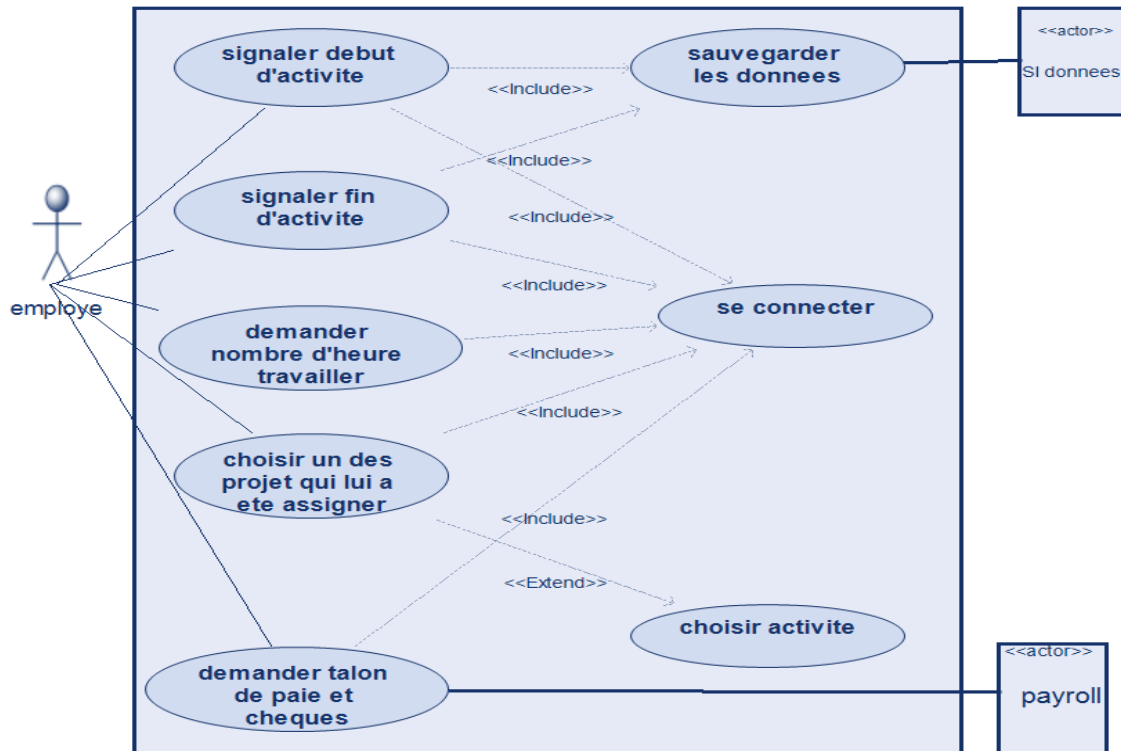 signaler debut
d'activite
sauvegarder
les donnees
<<actor>>
SI donnees
<<Include>>
<<Include>>
signaler fin
d'activite
<<Include>>
<<Include>>
employe
se connecter
demander
nombre d'heure
travailler
<<Include>>
<<Include>>
choisir un des
projet qui lui a
ete assigner
<<Include>>
<<Extend>>
choisir activite
demander talon
de paie et
cheques
<<actor>>
payroll